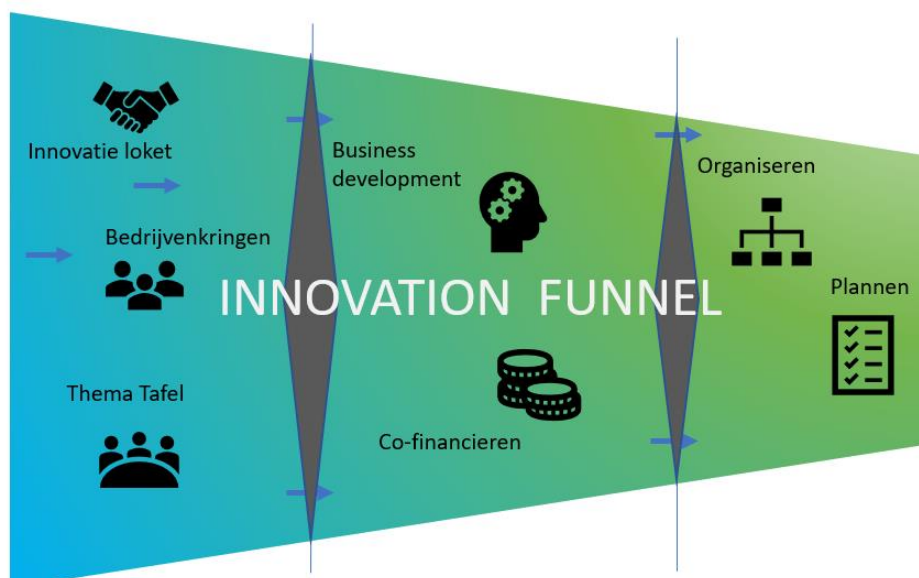 Innovatie loket
Bedrijvenkringen
Thema Tafel
INNOVATION FUNNEL
Business
development
Co-financieren
Organiseren
Plannen